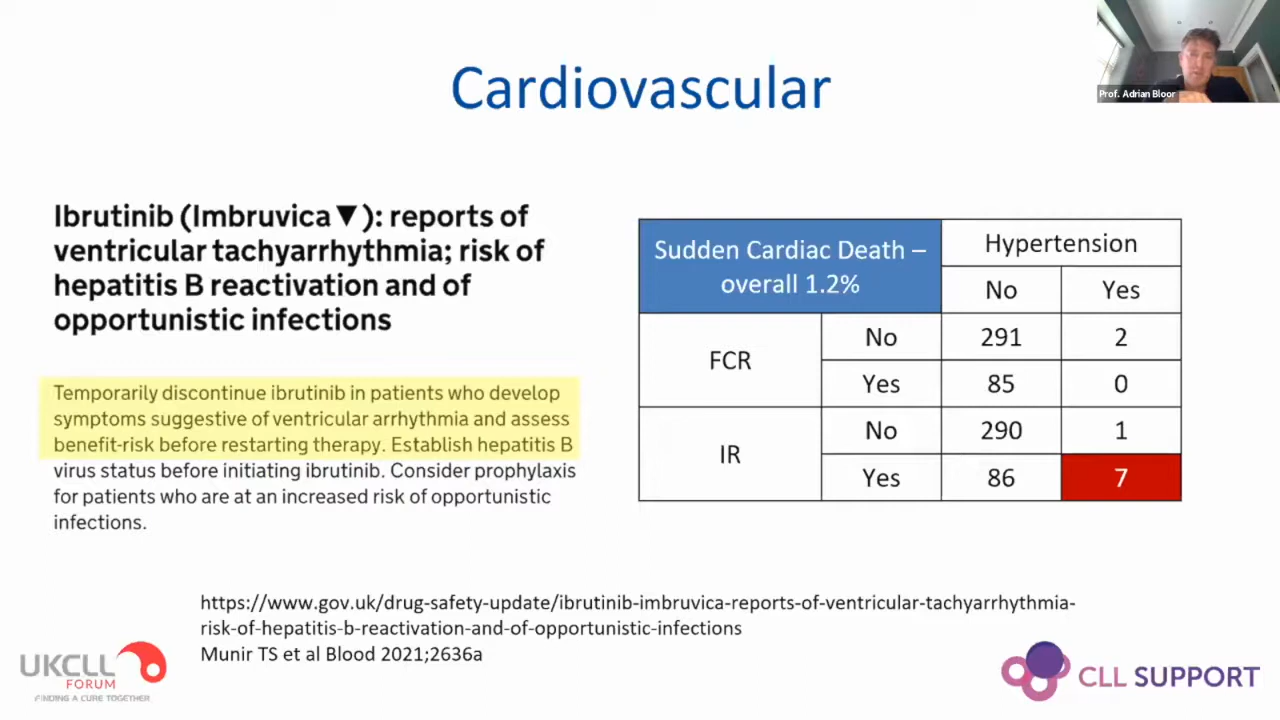 Cardiovascular
Prof. Adrian Bloor
Ibrutinib (Imbruvica▼): reports of
ventricular tachyarrhythmia; risk of
hepatitis B reactivation and of
opportunistic infections
Temporarily discontinue ibrutinib in patients who develop
symptoms suggestive of ventricular arrhythmia and assess
benefit-risk before restarting therapy. Establish hepatitis B
virus status before initiating ibrutinib. Consider prophylaxis
for patients who are at an increased risk of opportunistic
infections.
Sudden Cardiac Death –
overall 1.2%
Hypertension
No Yes
FCR
No 291 2
Yes 85 0
IR
No 290 1
Yes 86 7
https://www.gov.uk/drug-safety-update/ibrutinib-imbruvica-reports-of-ventricular-tachyarrhythmia-
risk-of-hepatitis-b-reactivation-and-of-opportunistic-infections
Munir TS et al Blood 2021;2636a
UKCLL
FORUM
FINDING A CURE TOGETHER
CLL SUPPORT